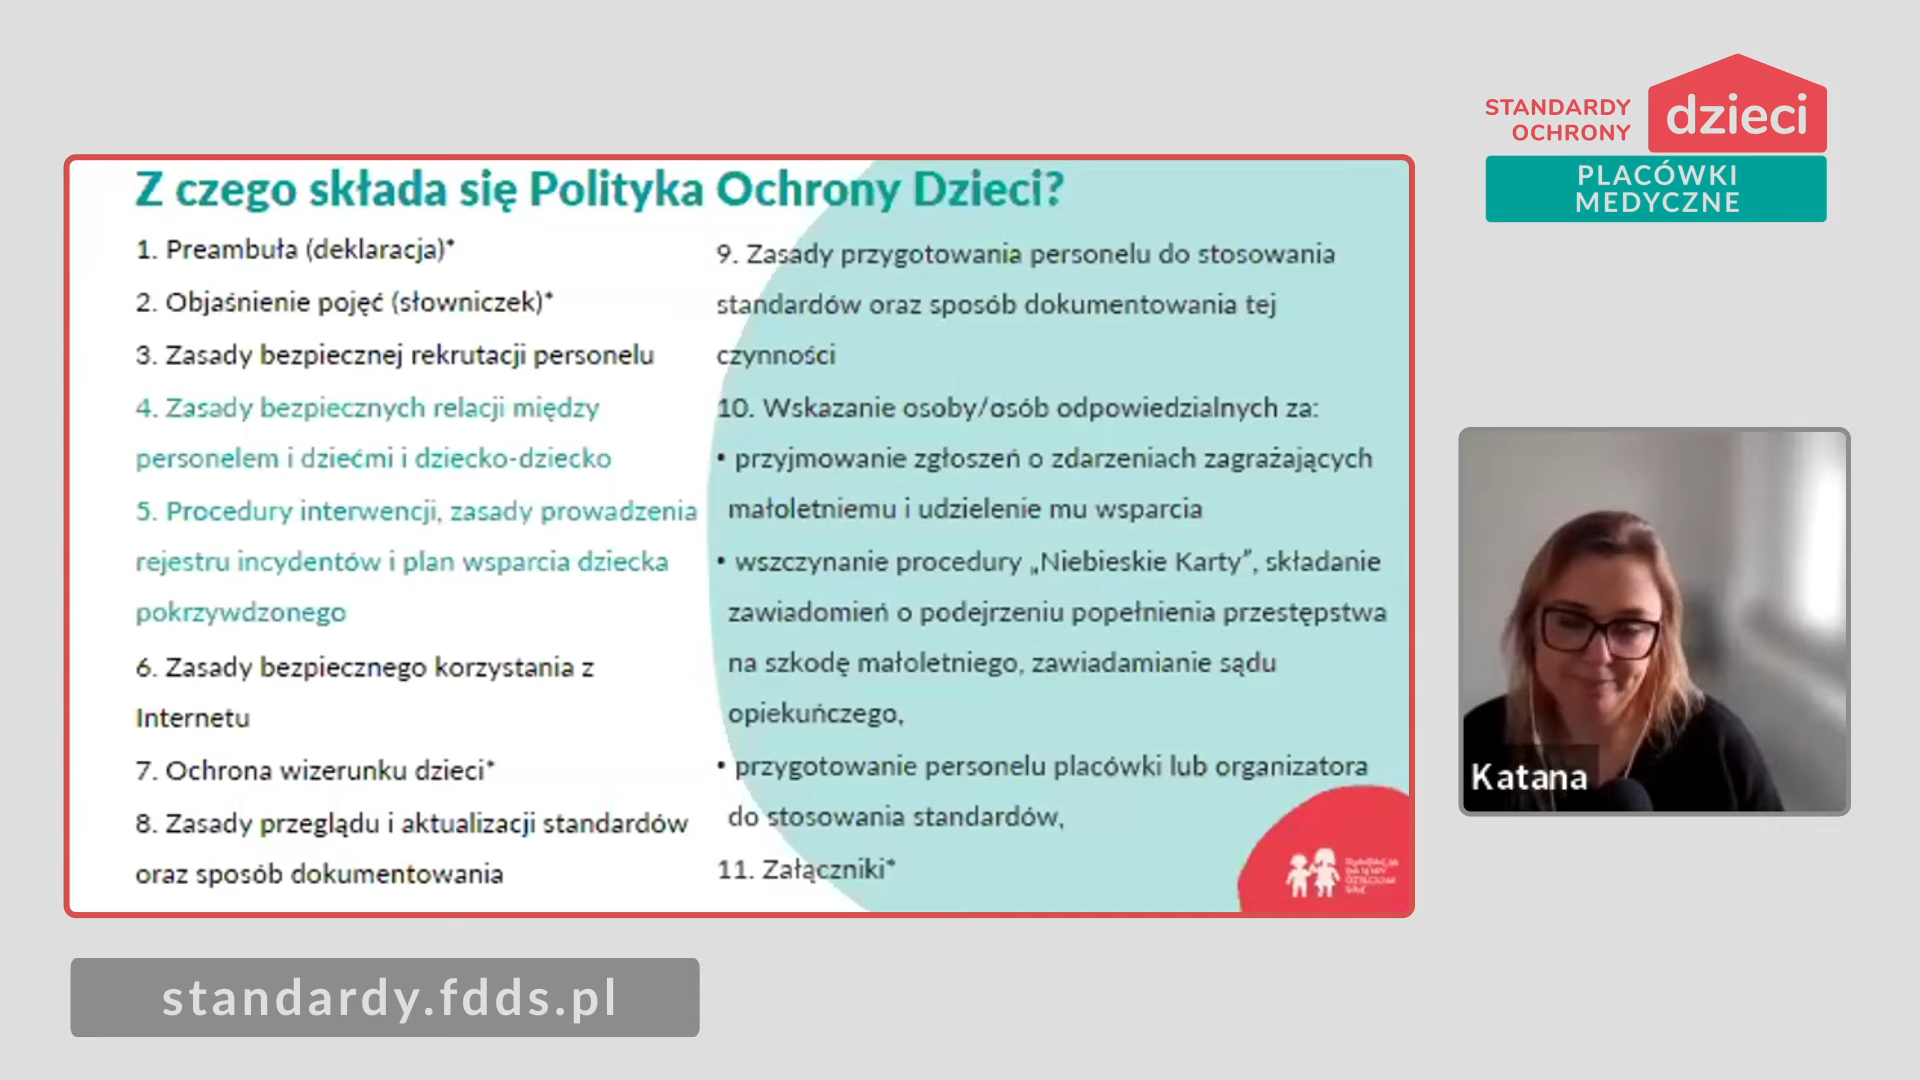 STANDARDY
OCHRONY
dzieci
PLACÓWKI
MEDYCZNE
Z czego składa się Polityka Ochrony Dzieci?
1. Preambuła (deklaracja)*
2. Objaśnienie pojęć (słowniczek)*
3. Zasady bezpiecznej rekrutacji personelu
4. Zasady bezpiecznych relacji między
personelem i dziećmi i dziecko-dziecko
5. Procedury interwencji, zasady prowadzenia
rejestru incydentów i plan wsparcia dziecka
pokrzywdzonego
6. Zasady bezpiecznego korzystania z
Internetu
7. Ochrona wizerunku dzieci*
8. Zasady przeglądu i aktualizacji standardów
oraz sposób dokumentowania
9. Zasady przygotowania personelu do stosowania
standardów oraz sposób dokumentowania tej
czynności
10. Wskazanie osoby/osób odpowiedzialnych za:
• przyjmowanie zgłoszeń o zdarzeniach zagrażających
małoletniemu i udzielenie mu wsparcia
• wszczynanie procedury „Niebieskie Karty”, składanie
zawiadomień o podejrzeniu popełnienia przestępstwa
na szkodę małoletniego, zawiadamianie sądu
opiekuńczego,
• przygotowanie personelu placówki lub organizatora
do stosowania standardów,
11. Załączniki*
Katana
standardy.fdds.pl